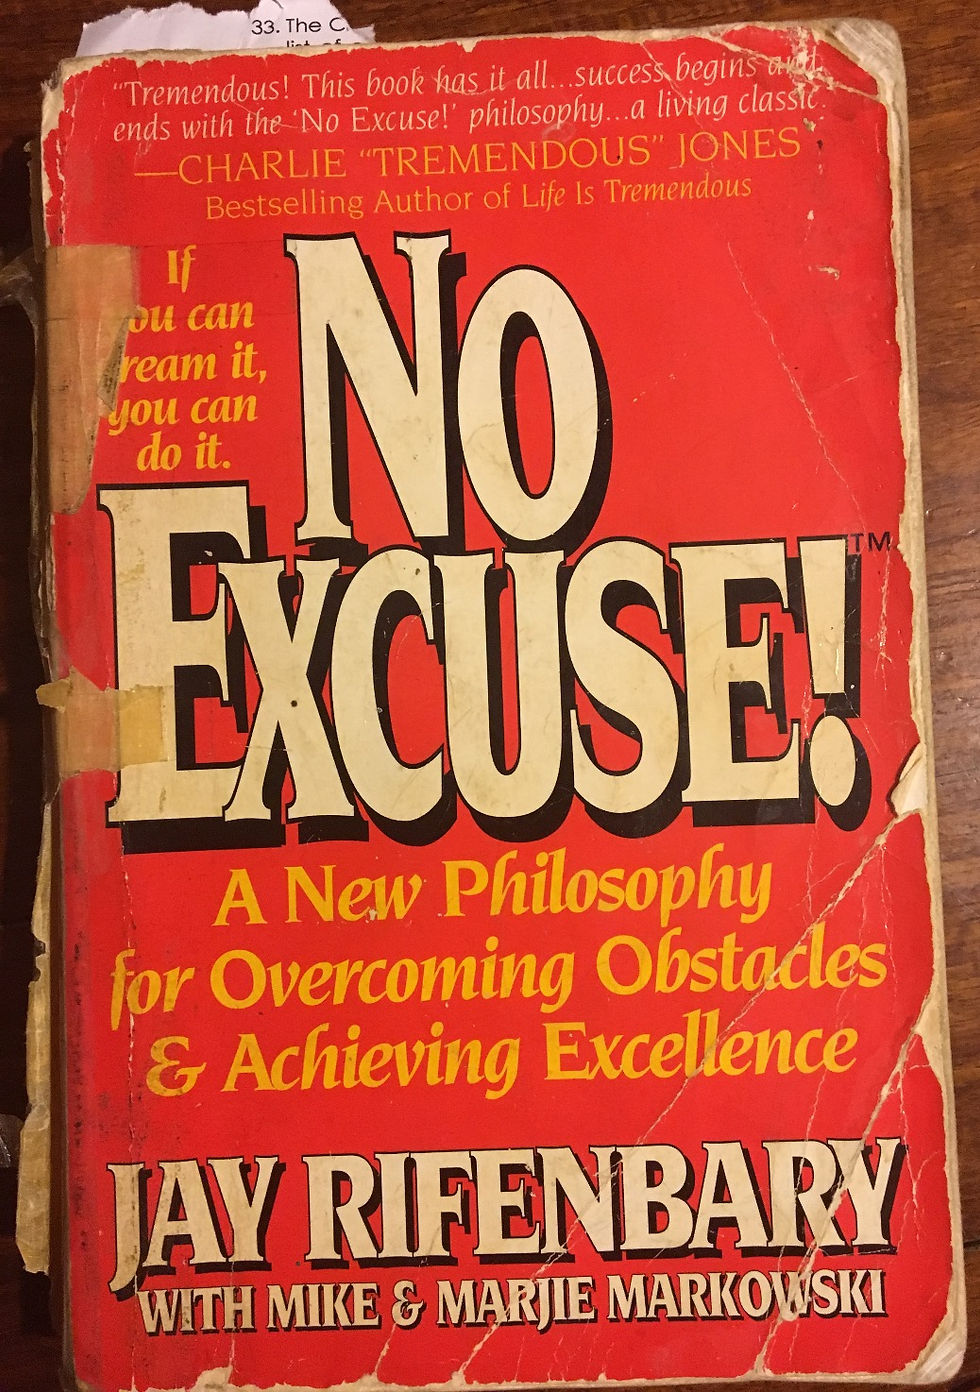 33. The C
"Tremendous! This book has it all...success begins and
ends with the 'No Excuse!' philosophy...a living classic."
—CHARLIE "TREMENDOUS" JONES
Bestselling Author of Life Is Tremendous
If
ou can
ream it,
you can
do it.
NO
EXCUSE!™
A New Philosophy
for Overcoming Obstacles
& Achieving Excellence
JAY RIFENBARY
WITH MIKE & MARJIE MARKOWSKI